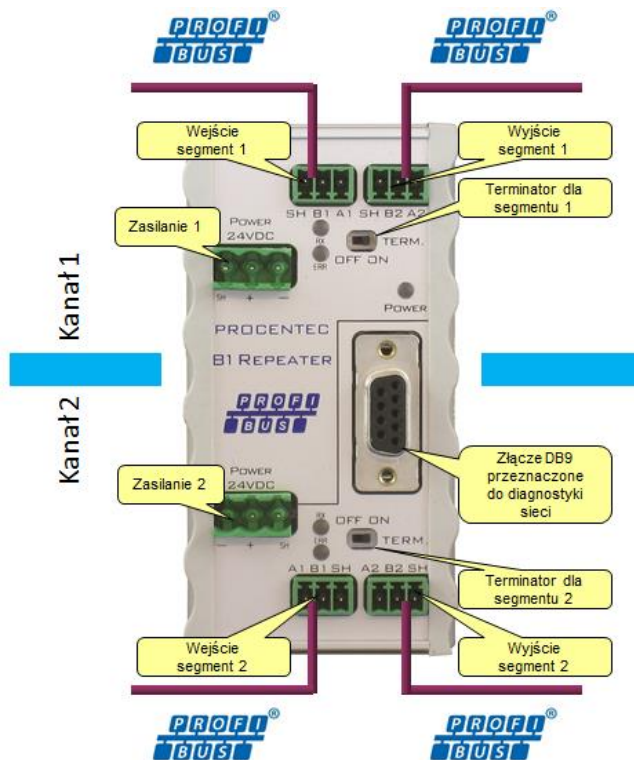 PROFI®
BUS
PROFI®
BUS
Wejście
segment 1
Wyjście
segment 1
Terminator dla
segmentu 1
SH B1 A1
SH B2 A2
Zasilanie 1
POWER
24VDC
RX
ERR
TERM.
OFF ON
SH + −
POWER
Kanał 1
PROCENTEC
B1 REPEATER
Kanał 2
PROFI
BUS
Złącze DB9
przeznaczone
do diagnostyki
sieci
Zasilanie 2
POWER
24VDC
− + SH
RX
ERR
OFF ON
TERM.
A1 B1 SH
A2 B2 SH
Terminator dla
segmentu 2
Wejście
segment 2
Wyjście
segment 2
PROFI®
BUS
PROFI®
BUS